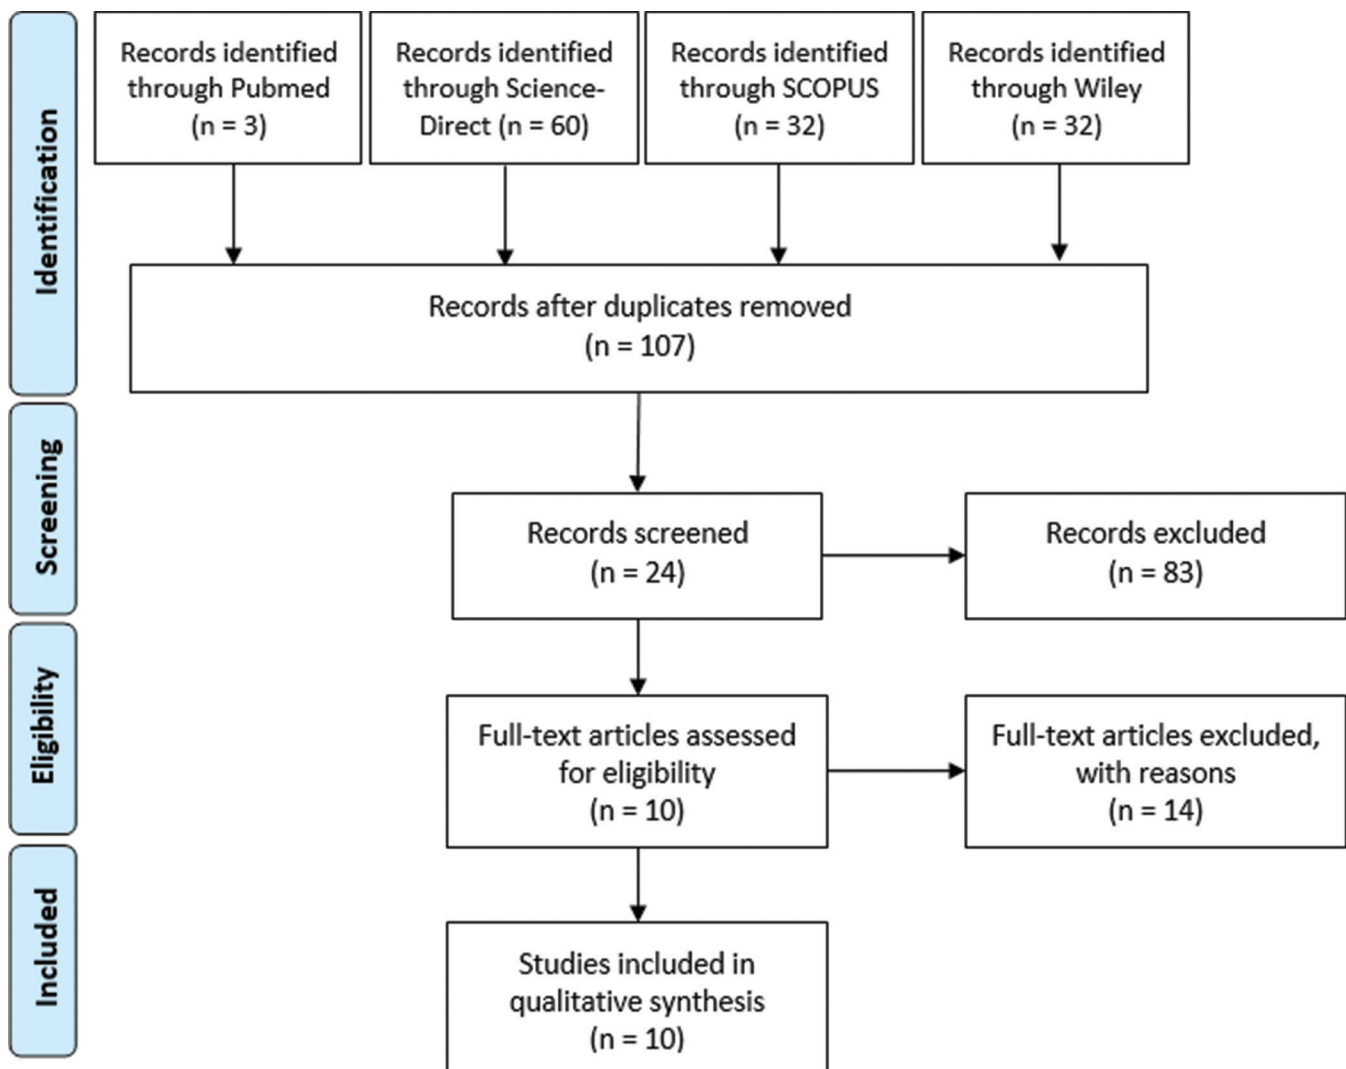 Identification
Records identified
through Pubmed
(n = 3)
Records identified
through Science-
Direct (n = 60)
Records identified
through SCOPUS
(n = 32)
Records identified
through Wiley
(n = 32)
Records after duplicates removed
(n = 107)
Screening
Records screened
(n = 24)
Records excluded
(n = 83)
Eligibility
Full-text articles assessed
for eligibility
(n = 10)
Full-text articles excluded,
with reasons
(n = 14)
Included
Studies included in
qualitative synthesis
(n = 10)